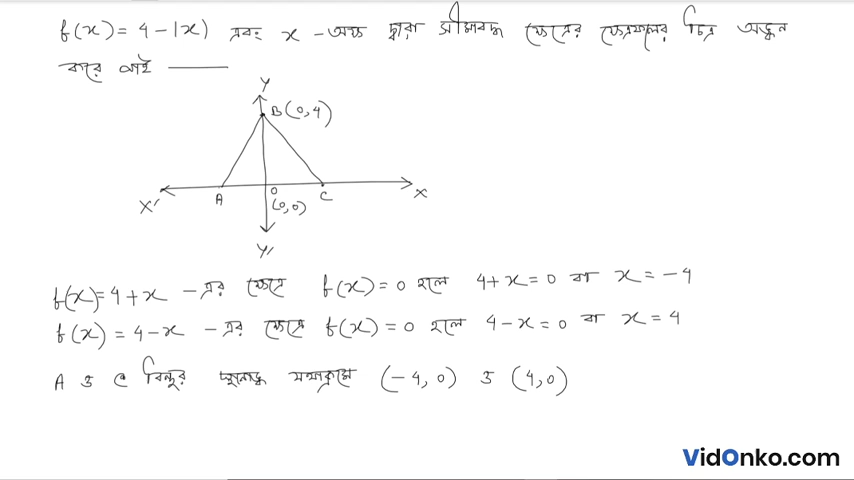 f(x) = 4 - |x| এবং x - অক্ষ দ্বারা সীমাবদ্ধ ক্ষেত্রের ক্ষেত্রফলের চিত্র অঙ্কন
করে পাই
Y
B(0,4)
X' A O C X
(0,0)
Y'
f(x) = 4+x - এর ক্ষেত্রে f(x) = 0 হলে 4+x = 0 বা x = -4
f(x) = 4-x - এর ক্ষেত্রে f(x) = 0 হলে 4-x = 0 বা x = 4
A ও C বিন্দুর স্থানাঙ্ক যথাক্রমে (-4,0) ও (4,0)
VidOnko.com